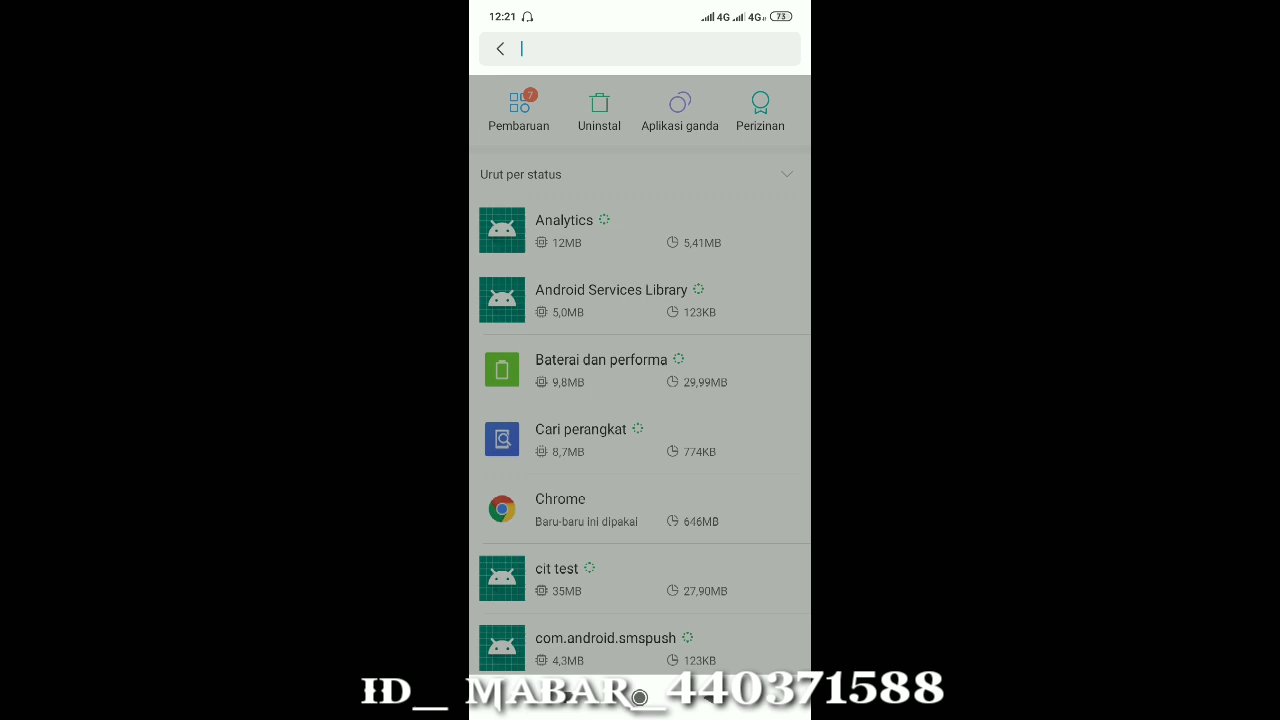 12:21 4G 4G 73
7
Pembaruan Uninstal Aplikasi ganda Perizinan
Urut per status
Analytics
12MB 5,41MB
Android Services Library
5,0MB 123KB
Baterai dan performa
9,8MB 29,99MB
Cari perangkat
8,7MB 774KB
Chrome
Baru-baru ini dipakai 646MB
cit test
35MB 27,90MB
com.android.smspush
4,3MB 123KB
ID_ MABAR_440371588